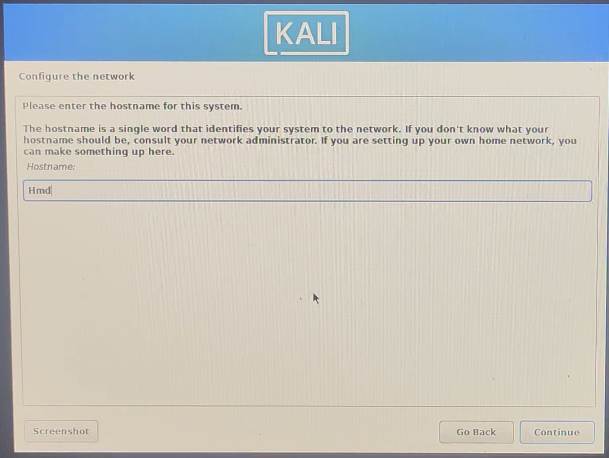 KALI
Configure the network
Please enter the hostname for this system.
The hostname is a single word that identifies your system to the network. If you don't know what your
hostname should be, consult your network administrator. If you are setting up your own home network, you
can make something up here.
Hostname:
Hmd
Screenshot
Go Back
Continue